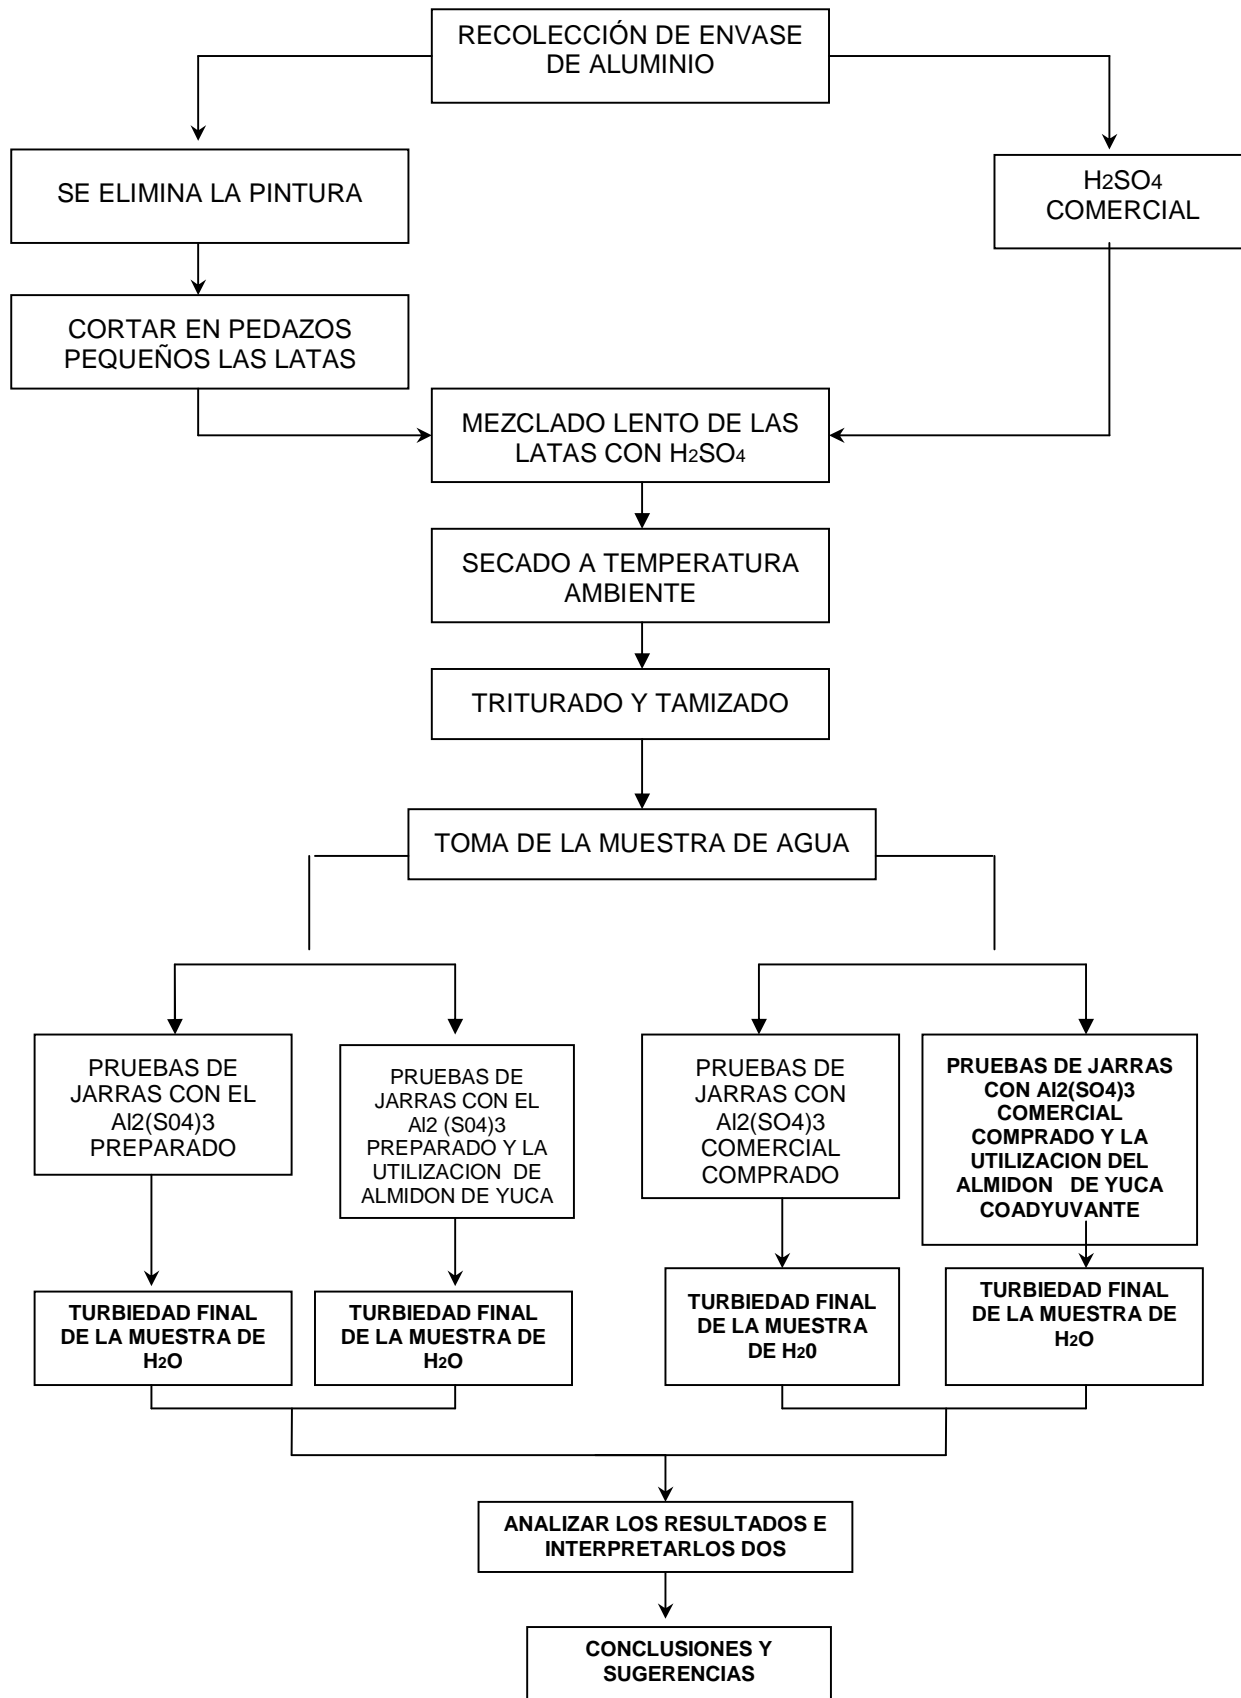 RECOLECCIÓN DE ENVASE
DE ALUMINIO
SE ELIMINA LA PINTURA
H2SO4
COMERCIAL
CORTAR EN PEDAZOS
PEQUEÑOS LAS LATAS
MEZCLADO LENTO DE LAS
LATAS CON H2SO4
SECADO A TEMPERATURA
AMBIENTE
TRITURADO Y TAMIZADO
TOMA DE LA MUESTRA DE AGUA
PRUEBAS DE
JARRAS CON EL
Al2(S04)3
PREPARADO
PRUEBAS DE
JARRAS CON EL
Al2 (S04)3
PREPARADO Y LA
UTILIZACION DE
ALMIDON DE YUCA
PRUEBAS DE
JARRAS CON
Al2(SO4)3
COMERCIAL
COMPRADO
PRUEBAS DE JARRAS
CON Al2(SO4)3
COMERCIAL
COMPRADO Y LA
UTILIZACION DEL
ALMIDON DE YUCA
COADYUVANTE
TURBIEDAD FINAL
DE LA MUESTRA DE
H2O
TURBIEDAD FINAL
DE LA MUESTRA DE
H2O
TURBIEDAD FINAL
DE LA MUESTRA
DE H20
TURBIEDAD FINAL
DE LA MUESTRA DE
H2O
ANALIZAR LOS RESULTADOS E
INTERPRETARLOS DOS
CONCLUSIONES Y
SUGERENCIAS